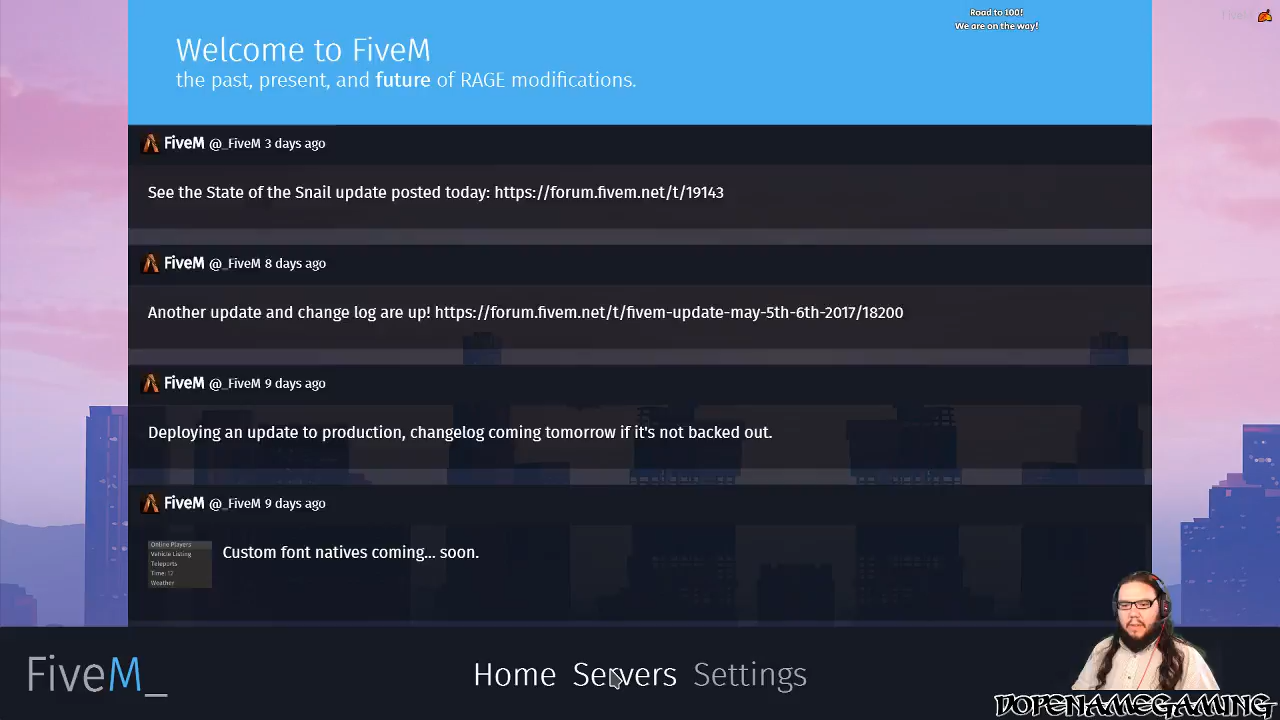 Road to 100!
We are on the way!
Welcome to FiveM
the past, present, and future of RAGE modifications.
FiveM @_FiveM 3 days ago
See the State of the Snail update posted today: https://forum.fivem.net/t/19143
FiveM @_FiveM 8 days ago
Another update and change log are up! https://forum.fivem.net/t/fivem-update-may-5th-6th-2017/18200
FiveM @_FiveM 9 days ago
Deploying an update to production, changelog coming tomorrow if it's not backed out.
FiveM @_FiveM 9 days ago
Online Players
Vehicle Listing
Teleports
Time: 12
Weather
Custom font natives coming... soon.
FiveM_
Home Servers Settings
DOPENAMEGAMING